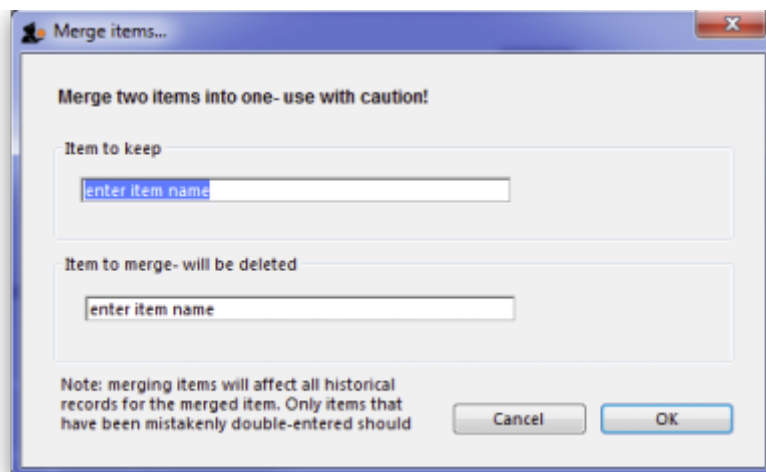 Merge items...
Merge two items into one- use with caution!
Item to keep
enter item name
Item to merge- will be deleted
enter item name
Note: merging items will affect all historical
records for the merged item. Only items that
have been mistakenly double-entered should
Cancel
OK